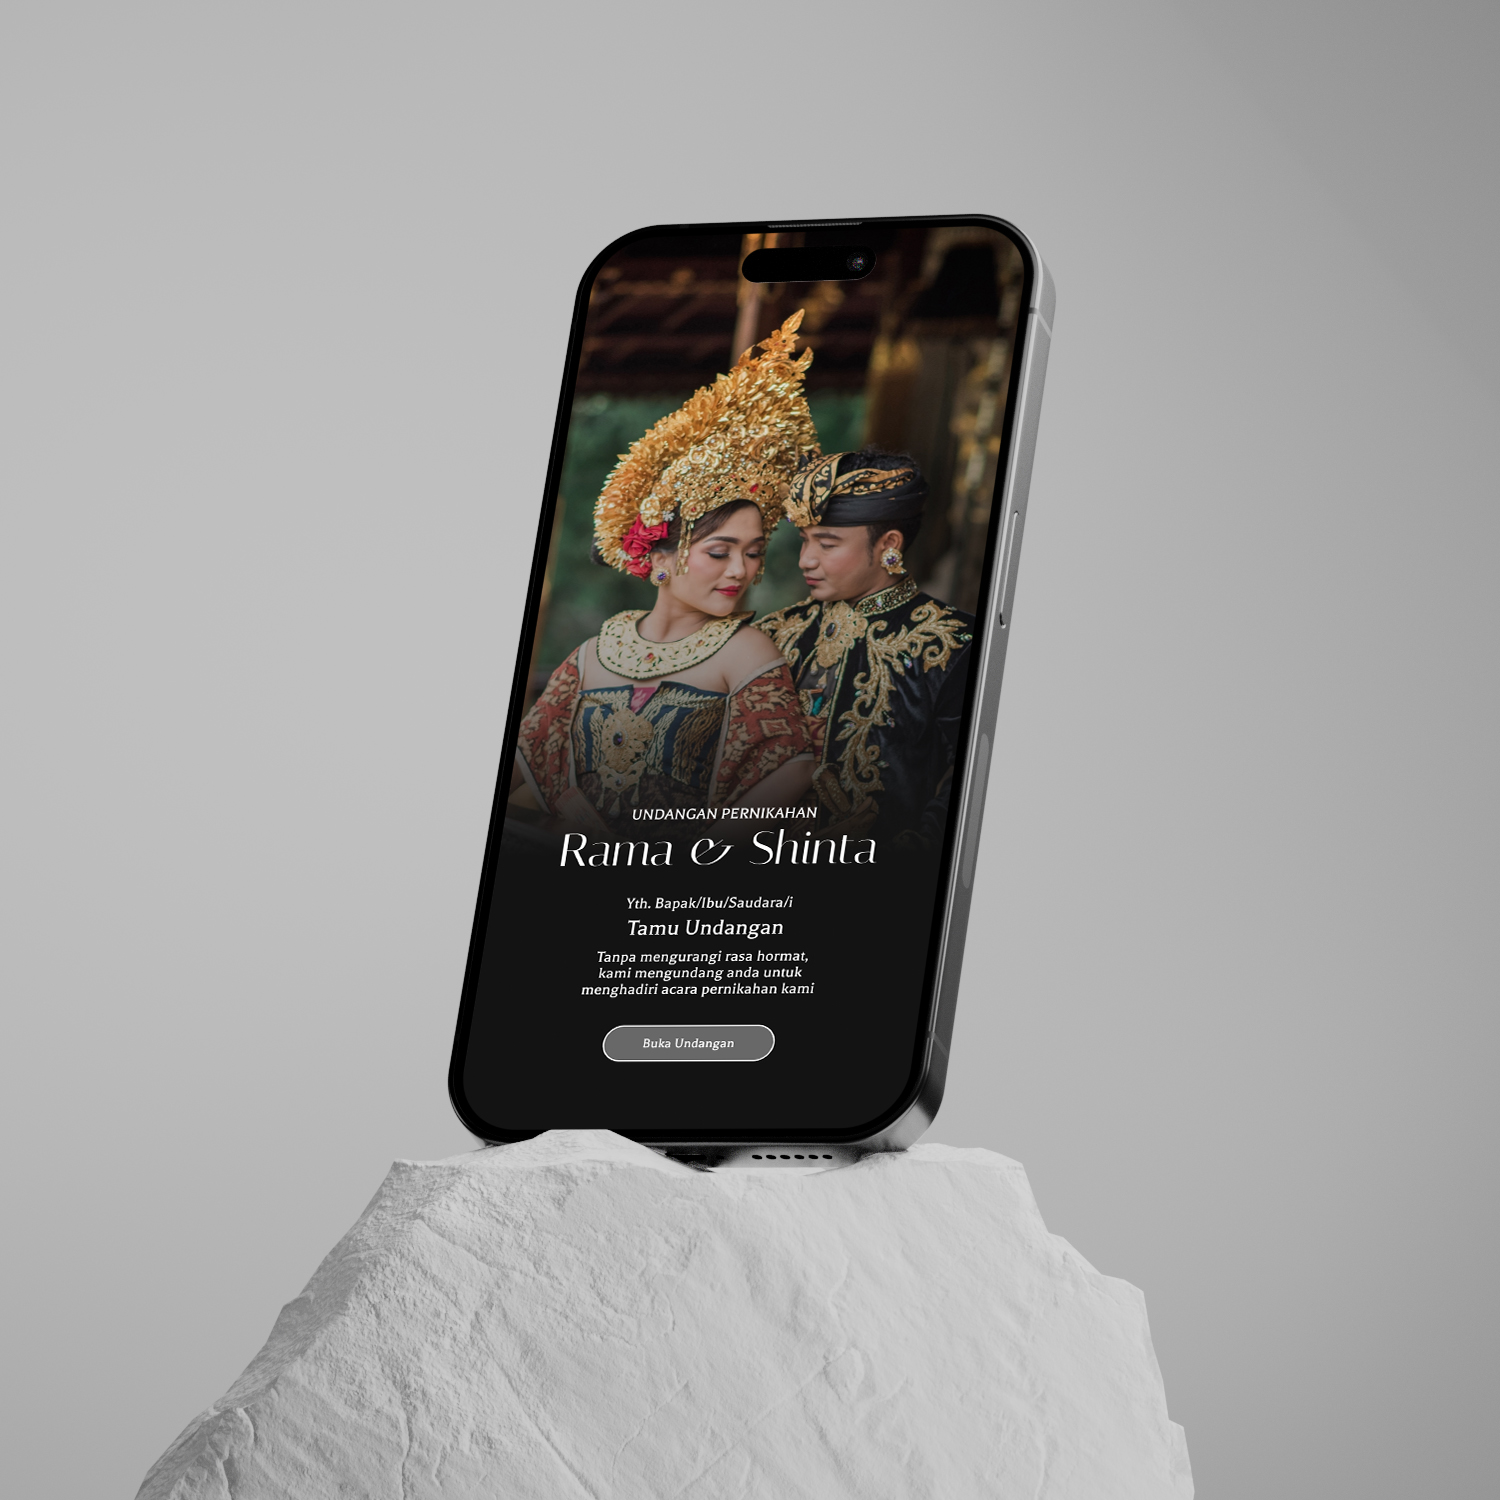 UNDANGAN PERNIKAHAN
Rama & Shinta
Yth. Bapak/Ibu/Saudara/i
Tamu Undangan
Tanpa mengurangi rasa hormat,
kami mengundang anda untuk
menghadiri acara pernikahan kami
Buka Undangan